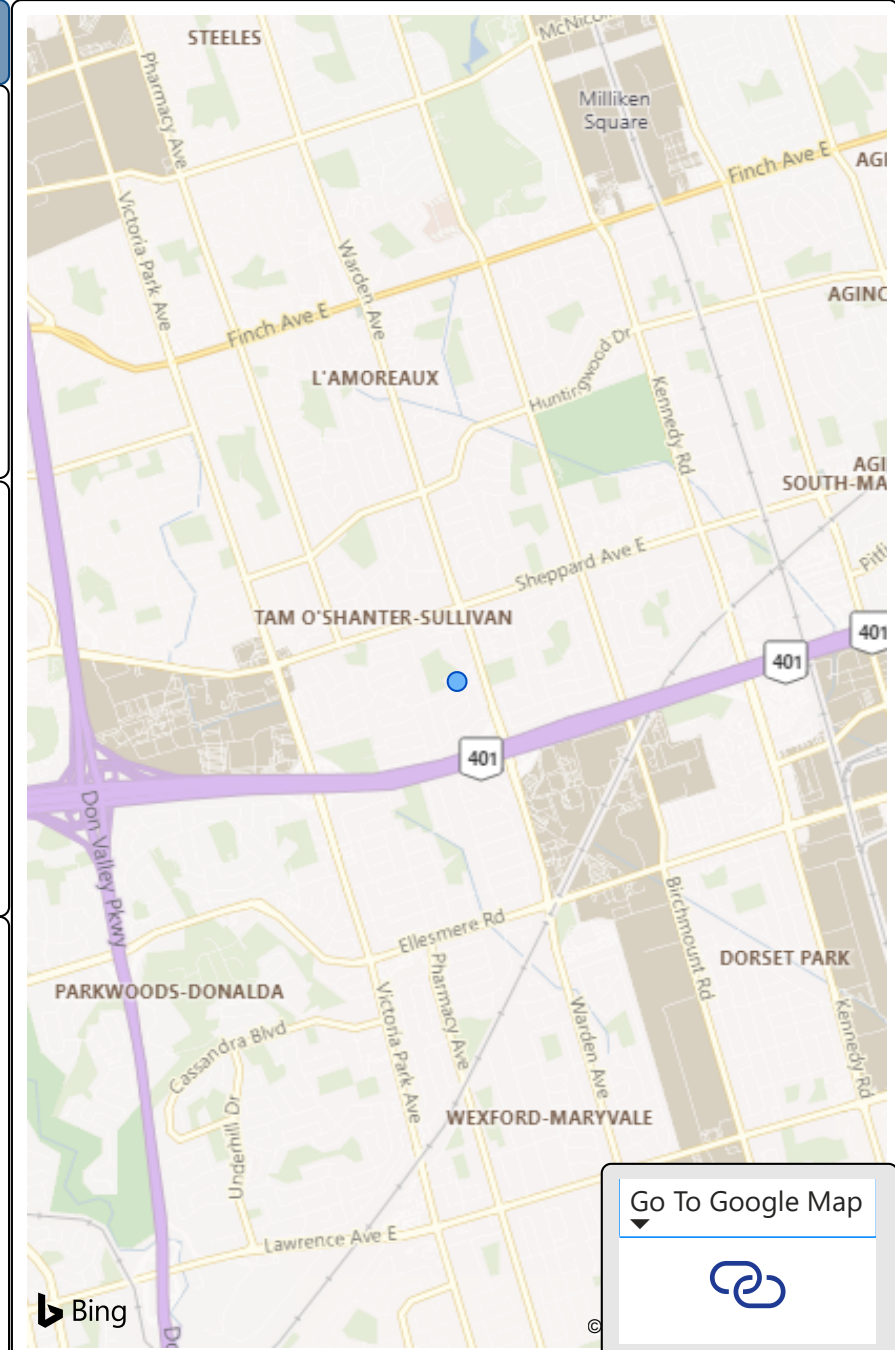 STEELES
McNico
Pharmacy Ave
Milliken
Square
Finch Ave E
AGI
Victoria Park Ave
Warden Ave
AGINC
Finch Ave E
L'AMOREAUX
Huntingwood Dr
Kennedy Rd
AGI
SOUTH-MA
Sheppard Ave E
Pitfi
TAM O'SHANTER-SULLIVAN
401
401
401
Don Valley Pkwy
Ellesmere Rd
Birchmount Rd
Pharmacy Ave
DORSET PARK
PARKWOODS-DONALDA
Victoria Park Ave
Warden Ave
Kennedy Rd
Cassandra Blvd
Underhill Dr
WEXFORD-MARYVALE
Lawrence Ave E
Go To Google Map
Bing
©
Do